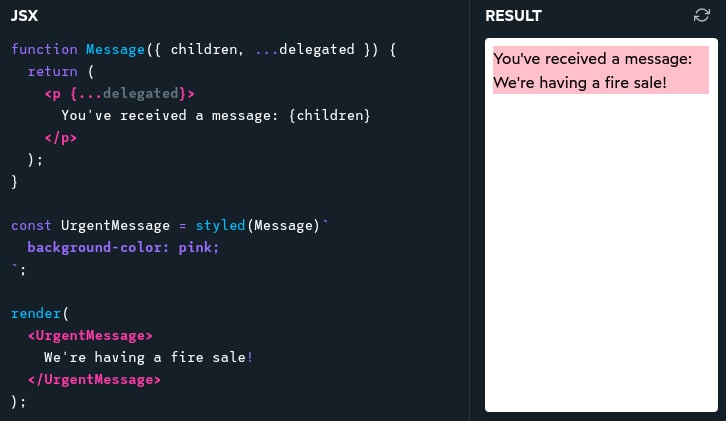 JSX
function Message({ children, ...delegated }) {
  return (
    <p {...delegated}>
      You've received a message: {children}
    </p>
  );
}
const UrgentMessage = styled(Message)`
  background-color: pink;
`;
render(
  <UrgentMessage>
    We're having a fire sale!
  </UrgentMessage>
);
RESULT
You've received a message:
We're having a fire sale!